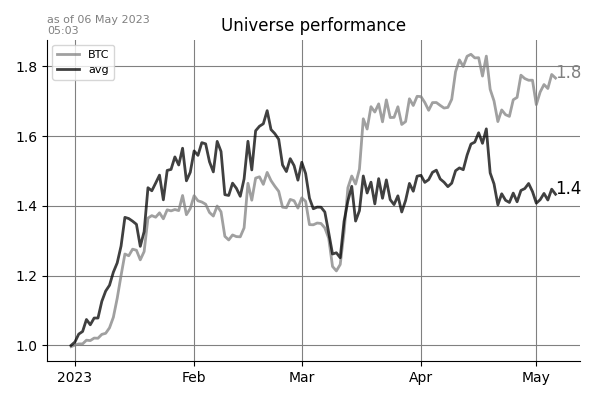 as of 06 May 2023
05:03
Universe performance
BTC
avg
1.8
1.6
1.4
1.2
1.0
1.8
1.4
2023
Feb
Mar
Apr
May